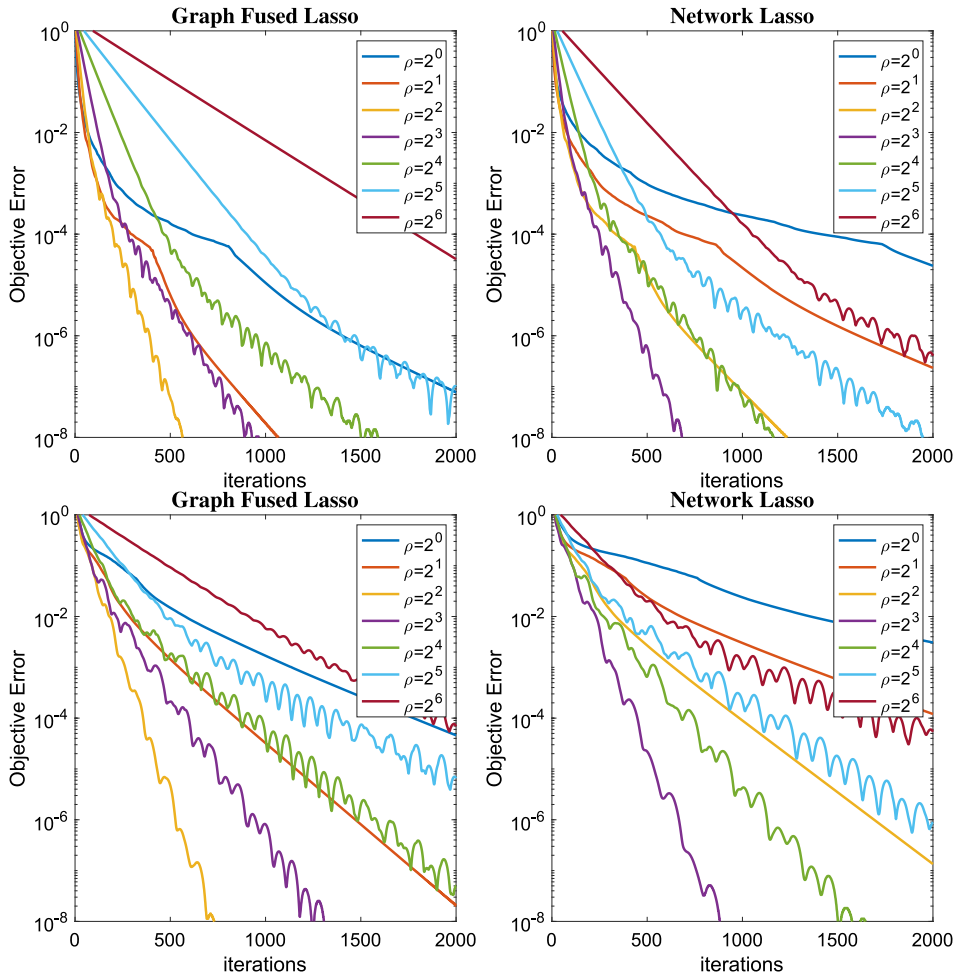 Graph Fused Lasso
Objective Error
10^0
10^-2
10^-4
10^-6
10^-8
0
500
1000
1500
2000
iterations
ρ=2^0
ρ=2^1
ρ=2^2
ρ=2^3
ρ=2^4
ρ=2^5
ρ=2^6
Network Lasso
Objective Error
10^0
10^-2
10^-4
10^-6
10^-8
0
500
1000
1500
2000
iterations
ρ=2^0
ρ=2^1
ρ=2^2
ρ=2^3
ρ=2^4
ρ=2^5
ρ=2^6
Graph Fused Lasso
Objective Error
10^0
10^-2
10^-4
10^-6
10^-8
0
500
1000
1500
2000
iterations
ρ=2^0
ρ=2^1
ρ=2^2
ρ=2^3
ρ=2^4
ρ=2^5
ρ=2^6
Network Lasso
Objective Error
10^0
10^-2
10^-4
10^-6
10^-8
0
500
1000
1500
2000
iterations
ρ=2^0
ρ=2^1
ρ=2^2
ρ=2^3
ρ=2^4
ρ=2^5
ρ=2^6